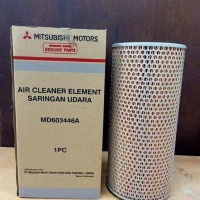 MITSUBISHI MOTORS
GENUINE PARTS
AIR CLEANER ELEMENT
SARINGAN UDARA
MD603446A
1PC